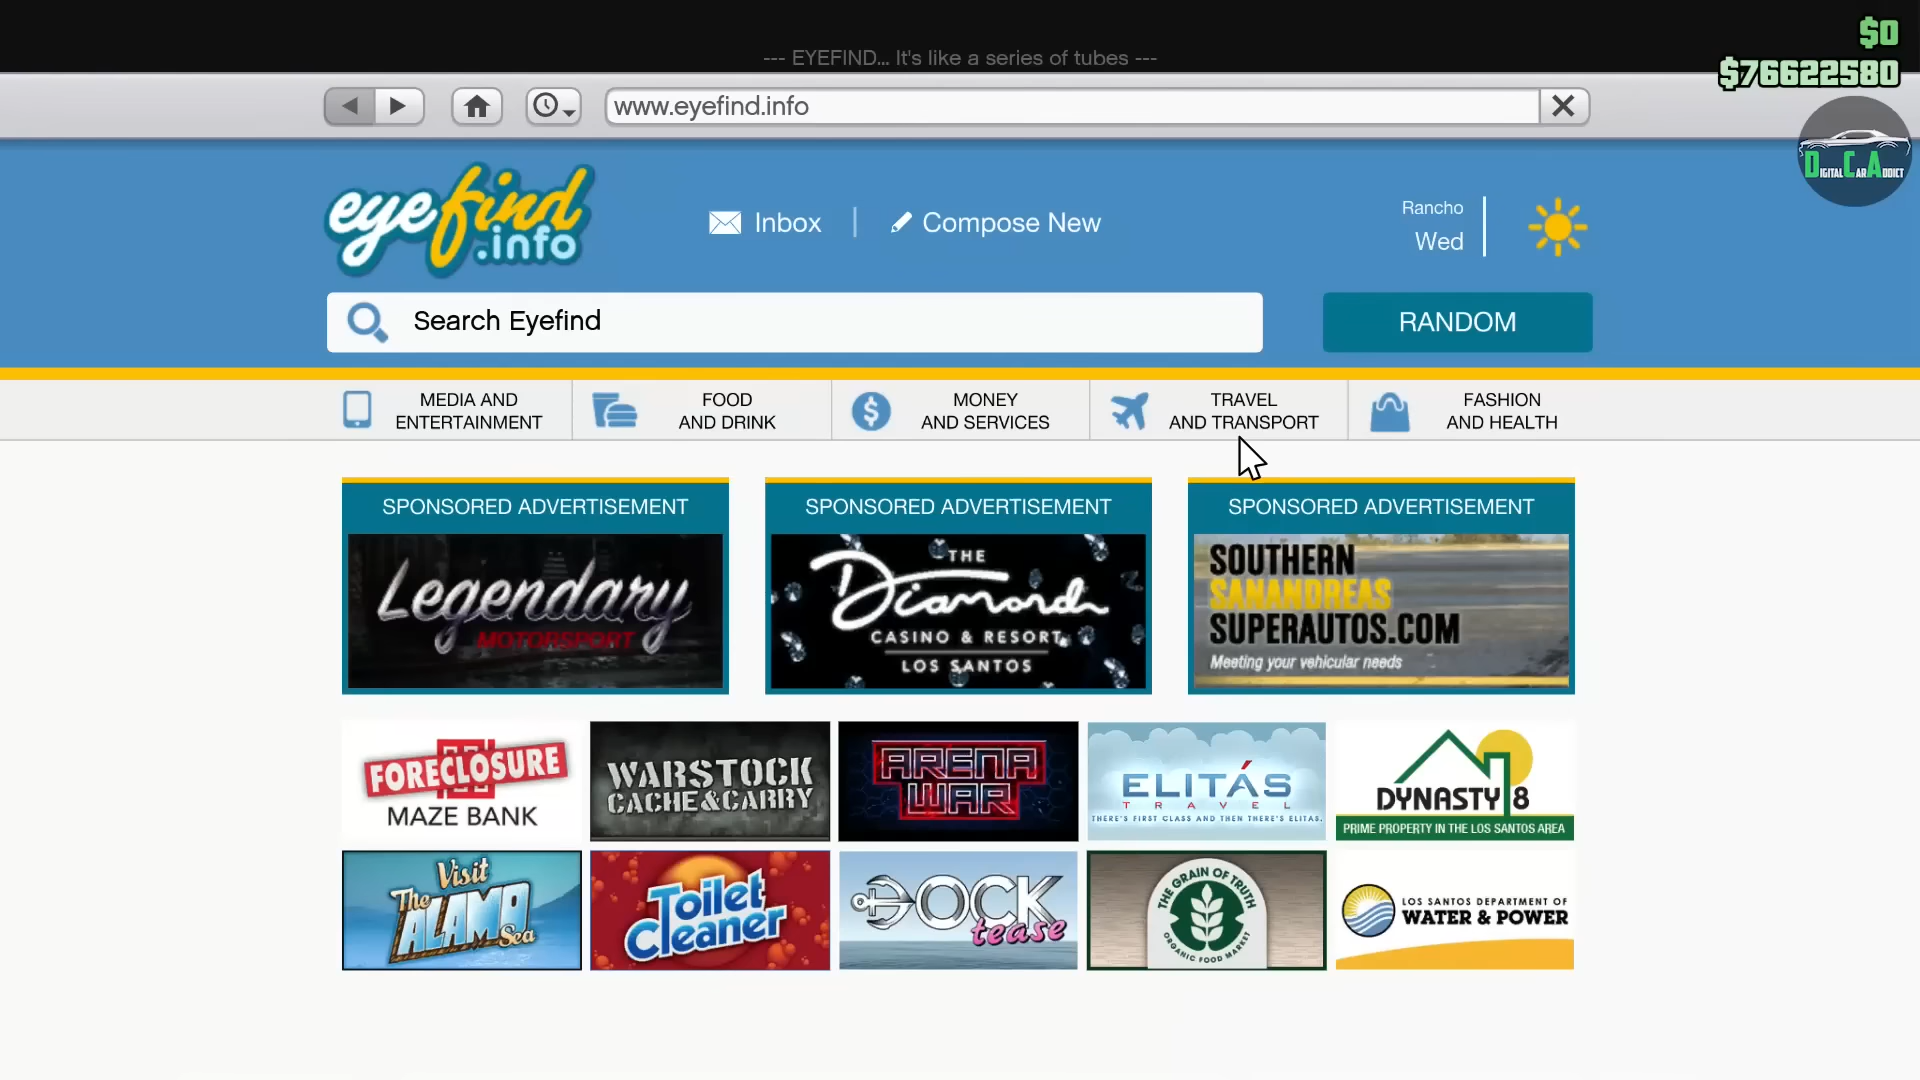 $0
--- EYEFIND... It's like a series of tubes ---
$76622580
www.eyefind.info
DIGITALCARADDICT
eyefind
.info
Inbox
Compose New
Rancho
Wed
Search Eyefind
RANDOM
MEDIA AND
ENTERTAINMENT
FOOD
AND DRINK
MONEY
AND SERVICES
TRAVEL
AND TRANSPORT
FASHION
AND HEALTH
SPONSORED ADVERTISEMENT
Legendary
MOTORSPORT
SPONSORED ADVERTISEMENT
THE
Diamond
CASINO & RESORT
LOS SANTOS
SPONSORED ADVERTISEMENT
SOUTHERN
SANANDREAS
SUPERAUTOS.COM
Meeting your vehicular needs
FORECLOSURE
MAZE BANK
WARSTOCK
CACHE&CARRY
ARENA
WAR
ELITÁS
TRAVEL
THERE'S FIRST CLASS AND THEN THERE'S ELITAS.
DYNASTY 8
PRIME PROPERTY IN THE LOS SANTOS AREA
Visit
The
ALAMO
Sea
Toilet
Cleaner
DOCK
tease
THE GRAIN OF TRUTH
ORGANIC FOOD MARKET
LOS SANTOS DEPARTMENT OF
WATER & POWER